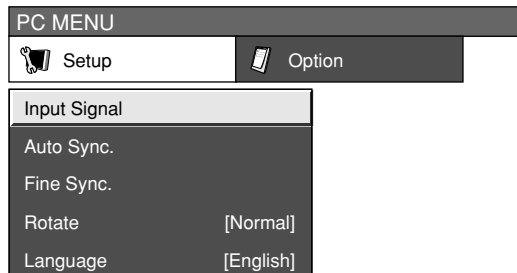 PC MENU
Setup Option
Input Signal
Auto Sync.
Fine Sync.
Rotate [Normal]
Language [English]